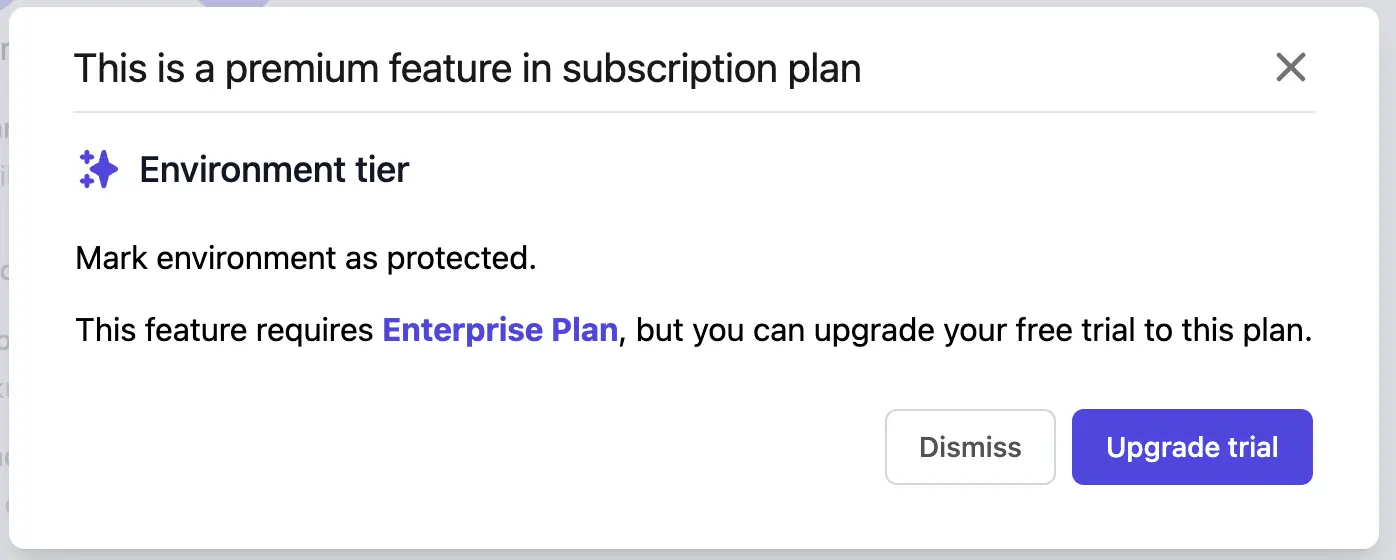 This is a premium feature in subscription plan
Environment tier
Mark environment as protected.
This feature requires Enterprise Plan, but you can upgrade your free trial to this plan.
Dismiss
Upgrade trial